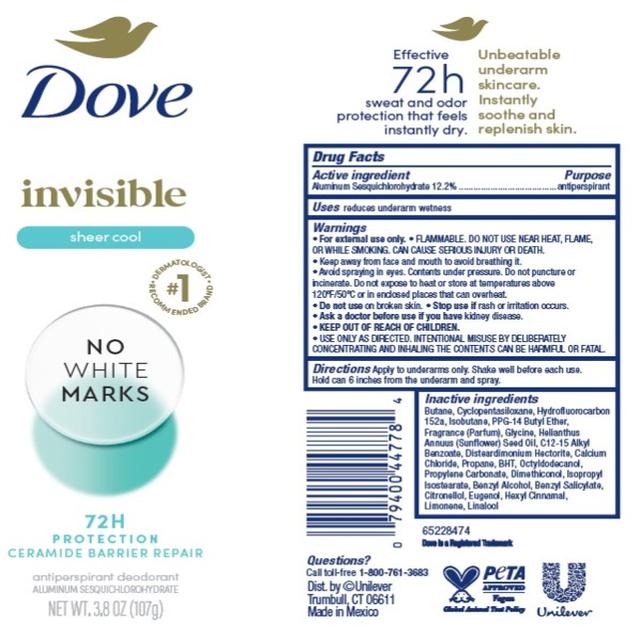 Dove
invisible
sheer cool
DERMATOLOGIST
#1
RECOMMENDED BRAND
NO
WHITE
MARKS
72H
PROTECTION
CERAMIDE BARRIER REPAIR
antiperspirant deodorant
ALUMINUM SESQUICHLOROHYDRATE
NET WT. 3.8 OZ (107g)
Effective
72h
sweat and odor
protection that feels
instantly dry.
Unbeatable
underarm
skincare.
Instantly
soothe and
replenish skin.
Drug Facts
Active ingredient Purpose
Aluminum Sesquichlorohydrate 12.2%....................................antiperspirant
Uses reduces underarm wetness
Warnings
• For external use only. • FLAMMABLE. DO NOT USE NEAR HEAT, FLAME,
OR WHILE SMOKING. CAN CAUSE SERIOUS INJURY OR DEATH.
• Keep away from face and mouth to avoid breathing it.
• Avoid spraying in eyes. Contents under pressure. Do not puncture or
incinerate. Do not expose to heat or store at temperatures above
120°F/50°C or in enclosed places that can overheat.
• Do not use on broken skin. • Stop use if rash or irritation occurs.
• Ask a doctor before use if you have kidney disease.
• KEEP OUT OF REACH OF CHILDREN.
• USE ONLY AS DIRECTED. INTENTIONAL MISUSE BY DELIBERATELY
CONCENTRATING AND INHALING THE CONTENTS CAN BE HARMFUL OR FATAL.
Directions Apply to underarms only. Shake well before each use.
Hold can 6 inches from the underarm and spray.
Inactive ingredients
Butane, Cyclopentasiloxane, Hydrofluorocarbon
152a, Isobutane, PPG-14 Butyl Ether,
Fragrance (Parfum), Glycine, Helianthus
Annuus (Sunflower) Seed Oil, C12-15 Alkyl
Benzoate, Disteardimonium Hectorite, Calcium
Chloride, Propane, BHT, Octyldodecanol,
Propylene Carbonate, Dimethiconol, Isopropyl
Isostearate, Benzyl Alcohol, Benzyl Salicylate,
Citronellol, Eugenol, Hexyl Cinnamal,
Limonene, Linalool
0 79400 44778 4
65228474
Dove is a Registered Trademark
Questions?
Call toll-free 1-800-761-3683
Dist. by ©Unilever
Trumbull, CT 06611
Made in Mexico
PETA
APPROVED
Vegan
Global Animal Test Policy
Unilever